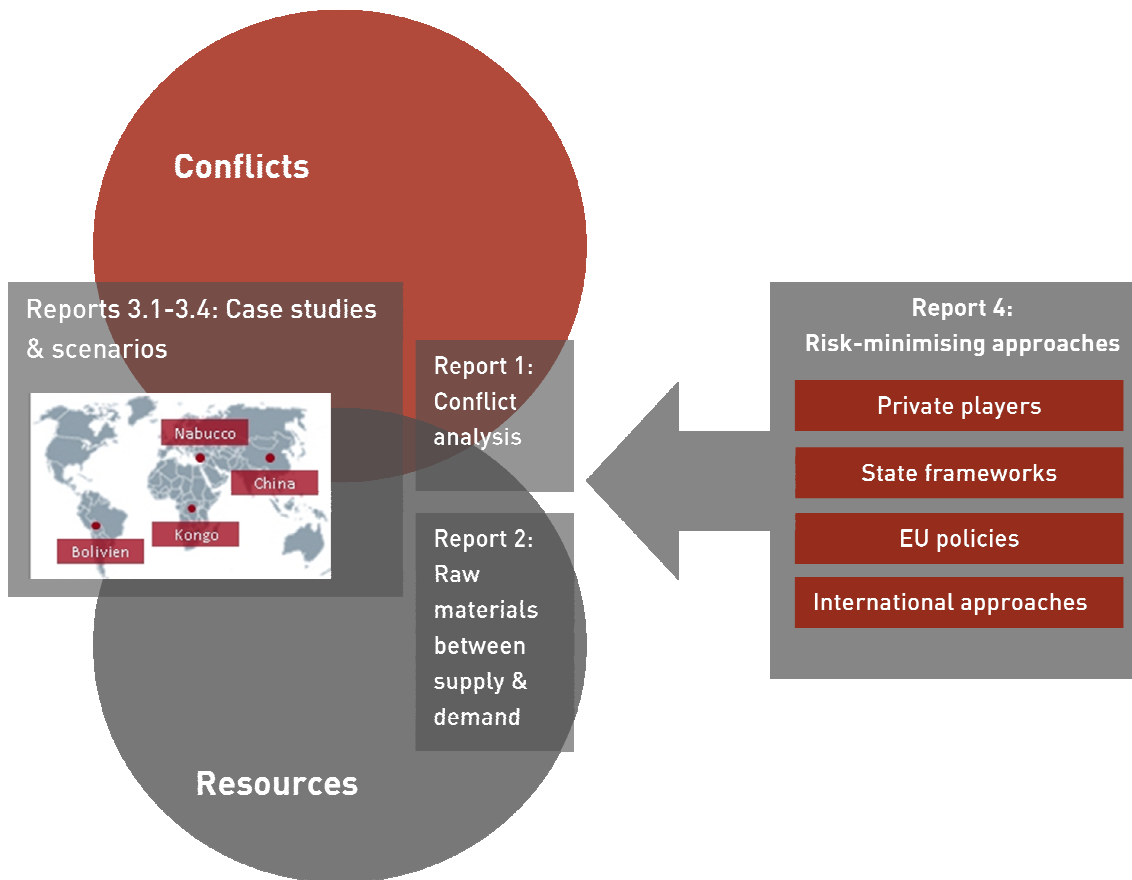 Conflicts
Reports 3.1-3.4: Case studies
& scenarios
Nabucco
China
Kongo
Bolivien
Report 1:
Conflict
analysis
Report 2:
Raw
materials
between
supply &
demand
Resources
Report 4:
Risk-minimising approaches
Private players
State frameworks
EU policies
International approaches